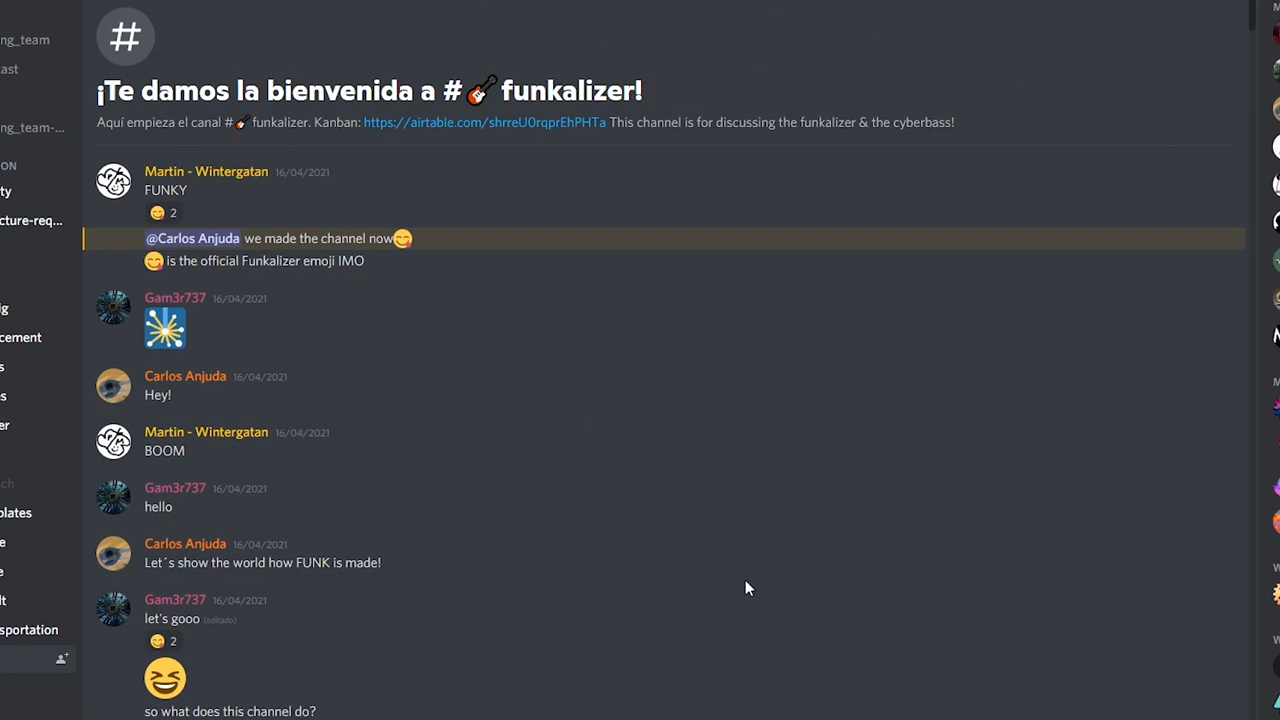 ng_team
ast
ng_team-...
ON
ty
cture-req...
ig
cement
s
es
er
ch
plates
e
e
lt
sportation
#
¡Te damos la bienvenida a # funkalizer!
Aquí empieza el canal # funkalizer. Kanban: https://airtable.com/shrreU0rqprEhPHTa This channel is for discussing the funkalizer & the cyberbass!
Martin - Wintergatan 16/04/2021
FUNKY
2
@Carlos Anjuda we made the channel now
is the official Funkalizer emoji IMO
Gam3r737 16/04/2021
Carlos Anjuda 16/04/2021
Hey!
Martin - Wintergatan 16/04/2021
BOOM
Gam3r737 16/04/2021
hello
Carlos Anjuda 16/04/2021
Let´s show the world how FUNK is made!
Gam3r737 16/04/2021
let's gooo (editado)
2
so what does this channel do?